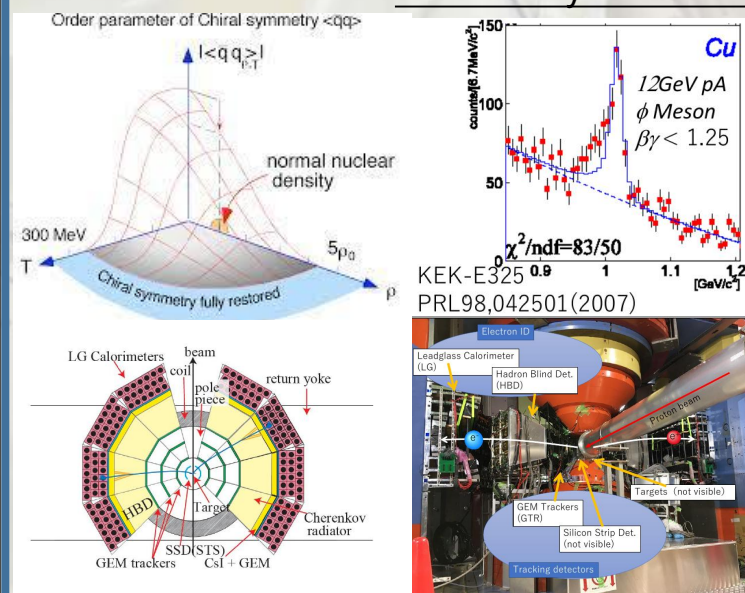 Order parameter of Chiral symmetry <qq>
|<qq>ρ,T|
normal nuclear
density
300 MeV
T
5ρ0
ρ
Chiral symmetry fully restored
150
100
50
0
counts/[6.7MeV/c²]
Cu
12GeV pA
ϕ Meson
βγ < 1.25
χ²/ndf=83/50
0.9
1
1.1
1.2
[GeV/c²]
KEK-E325
PRL98,042501(2007)
LG Calorimeters
beam
coil
pole
piece
return yoke
HBD
Target
Cherenkov
radiator
SSD(STS)
GEM trackers
CsI + GEM
Electron ID
Leadglass Calorimeter
(LG)
Hadron Blind Det.
(HBD)
Proton beam
e⁻
e⁺
Targets (not visible)
GEM Trackers
(GTR)
Silicon Strip Det.
(not visible)
Tracking detectors